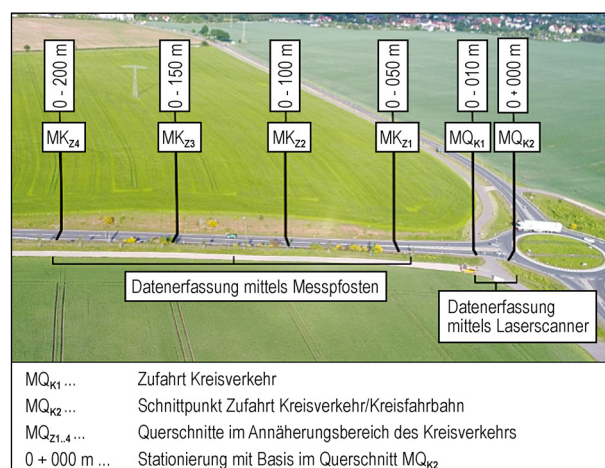 0 - 200 m
0 - 150 m
0 - 100 m
0 - 050 m
0 - 010 m
0 + 000 m
MKZ4
MKZ3
MKZ2
MKZ1
MQK1
MQK2
Datenerfassung mittels Messpfosten
Datenerfassung
mittels Laserscanner
MQK1 ... Zufahrt Kreisverkehr
MQK2 ... Schnittpunkt Zufahrt Kreisverkehr/Kreisfahrbahn
MQZ1..4 ... Querschnitte im Annäherungsbereich des Kreisverkehrs
0 + 000 m ... Stationierung mit Basis im Querschnitt MQK2